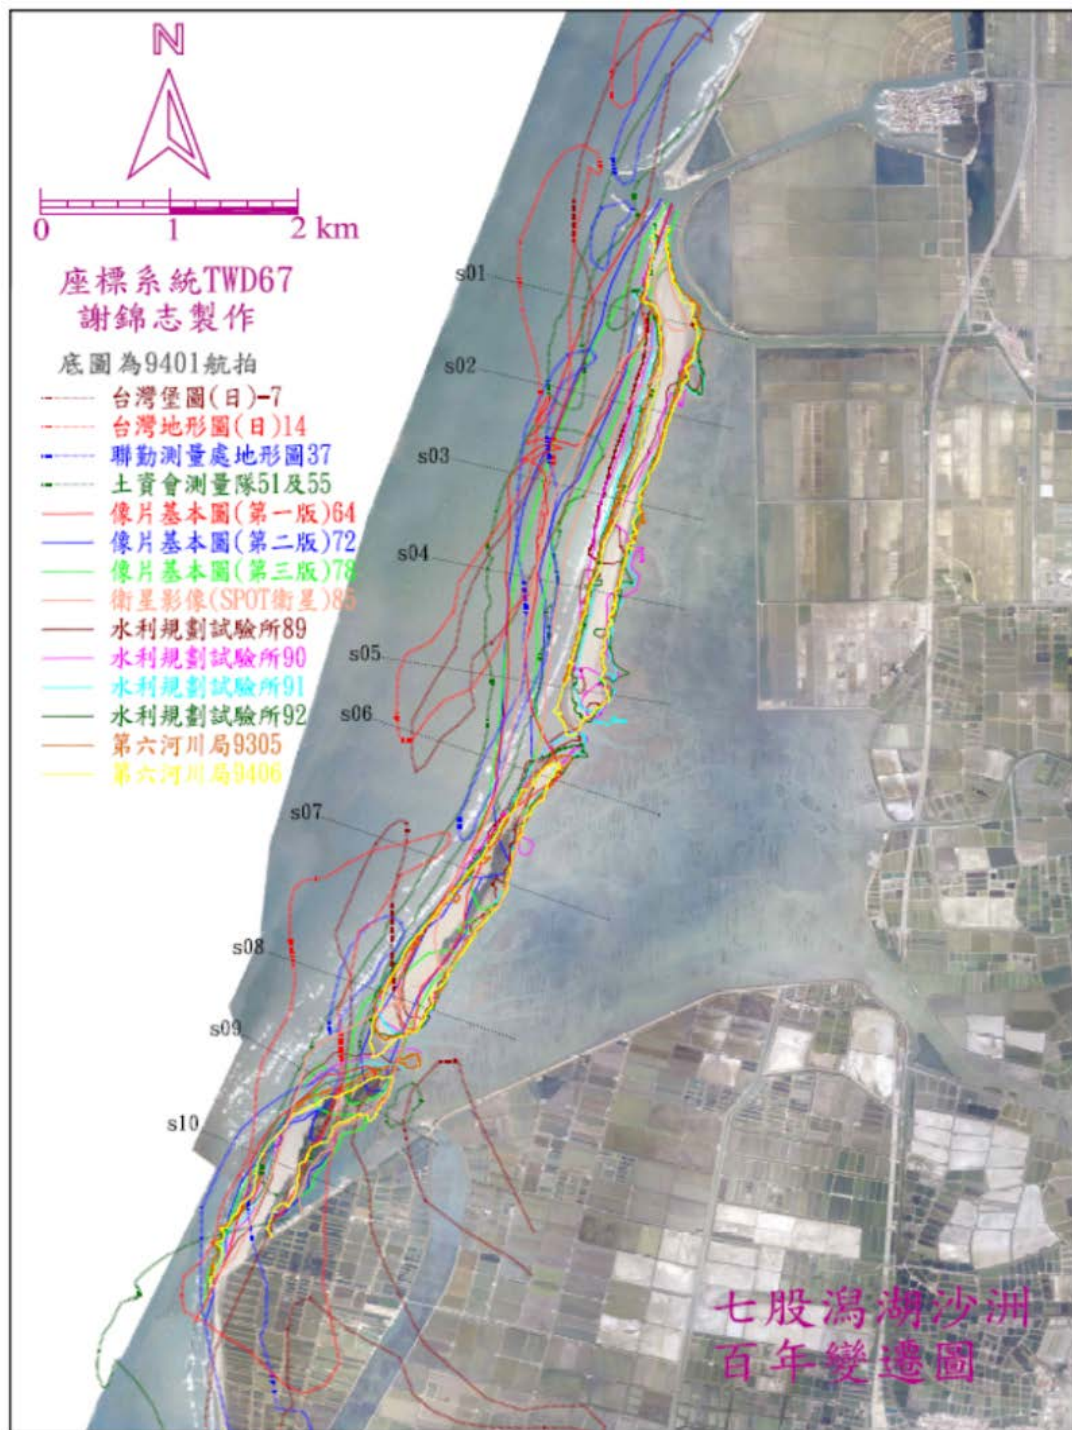 N
0 1 2 km
座標系統TWD67
謝錦志製作
底圖為9401航拍
台灣堡圖(日)-7
台灣地形圖(日)14
聯勤測量處地形圖37
土資會測量隊51及55
像片基本圖(第一版)64
像片基本圖(第二版)72
像片基本圖(第三版)78
衛星影像(SPOT衛星)85
水利規劃試驗所89
水利規劃試驗所90
水利規劃試驗所91
水利規劃試驗所92
第六河川局9305
第六河川局9406
s01
s02
s03
s04
s05
s06
s07
s08
s09
s10
七股潟湖沙洲
百年變遷圖